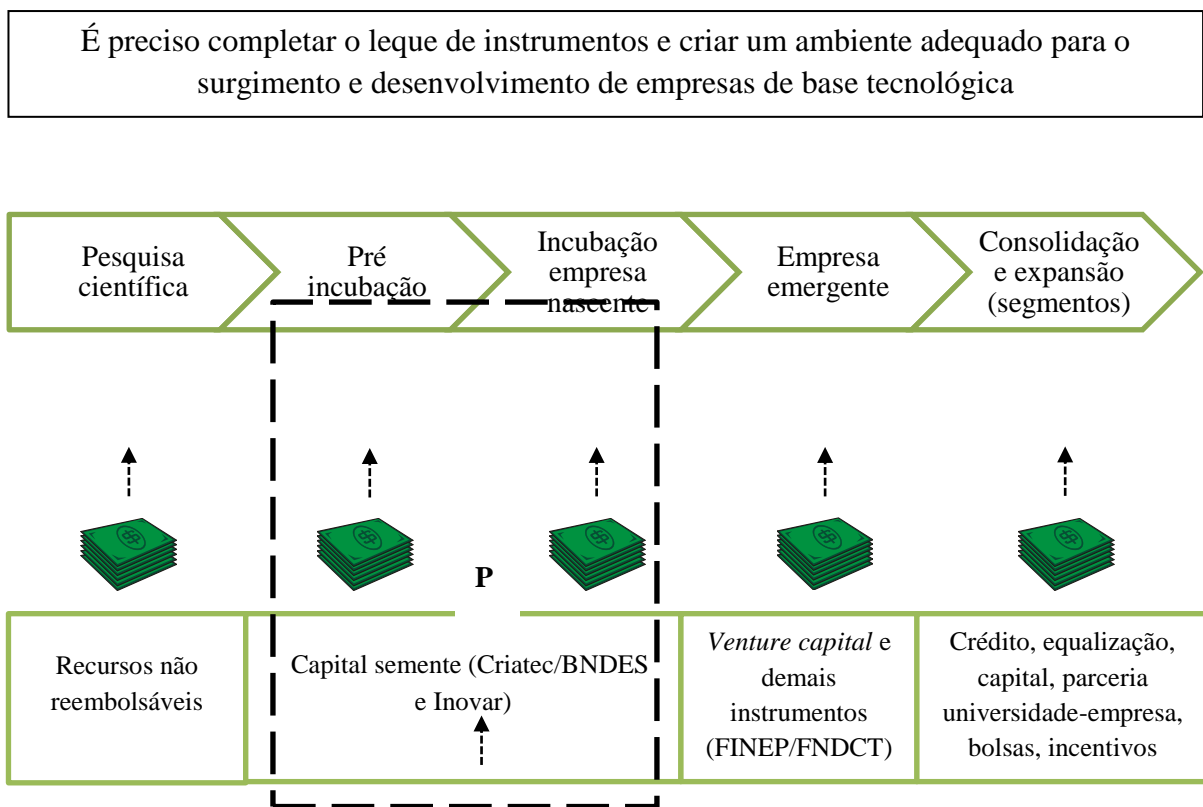 É preciso completar o leque de instrumentos e criar um ambiente adequado para o
surgimento e desenvolvimento de empresas de base tecnológica
Pesquisa
científica
Pré
incubação
Incubação
empresa
nascente
Empresa
emergente
Consolidação
e expansão
(segmentos)
P
Recursos não
reembolsáveis
Capital semente (Criatec/BNDES
e Inovar)
Venture capital e
demais
instrumentos
(FINEP/FNDCT)
Crédito, equalização,
capital, parceria
universidade-empresa,
bolsas, incentivos